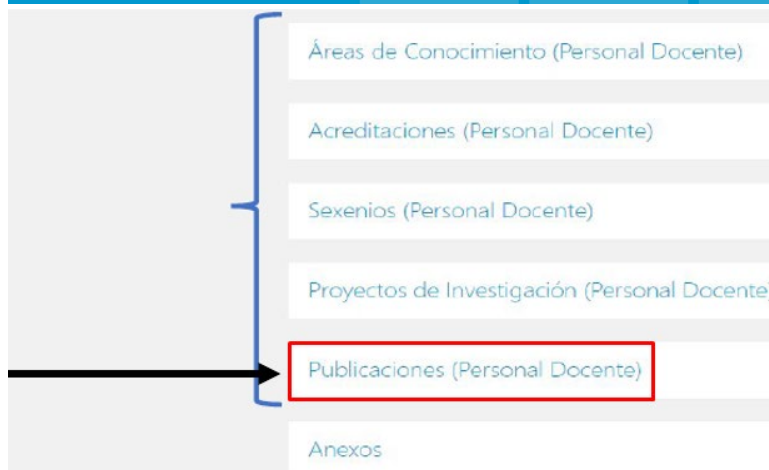 Áreas de Conocimiento (Personal Docente)
Acreditaciones (Personal Docente)
Sexenios (Personal Docente)
Proyectos de Investigación (Personal Docente)
Publicaciones (Personal Docente)
Anexos